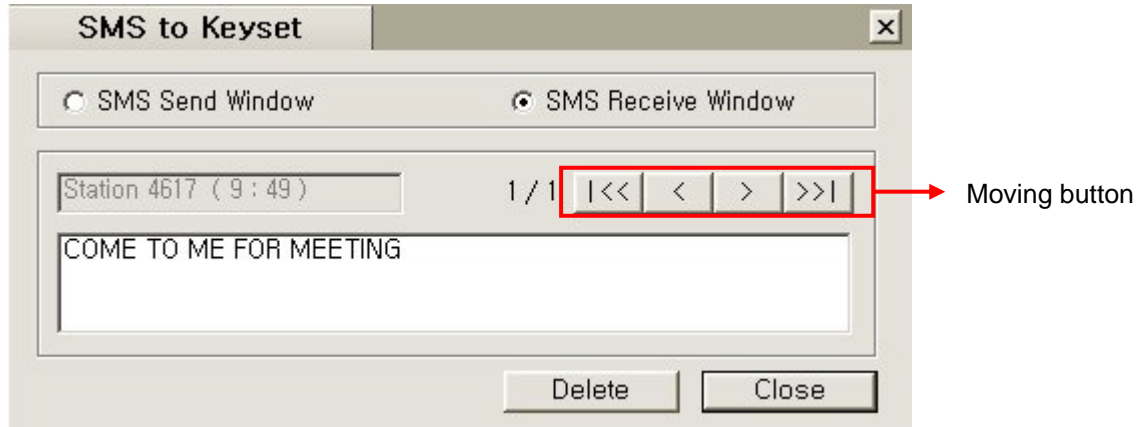 SMS to Keyset
SMS Send Window SMS Receive Window
Station 4617 ( 9 : 49 ) 1 / 1 |<< < > >>| Moving button
COME TO ME FOR MEETING
Delete Close